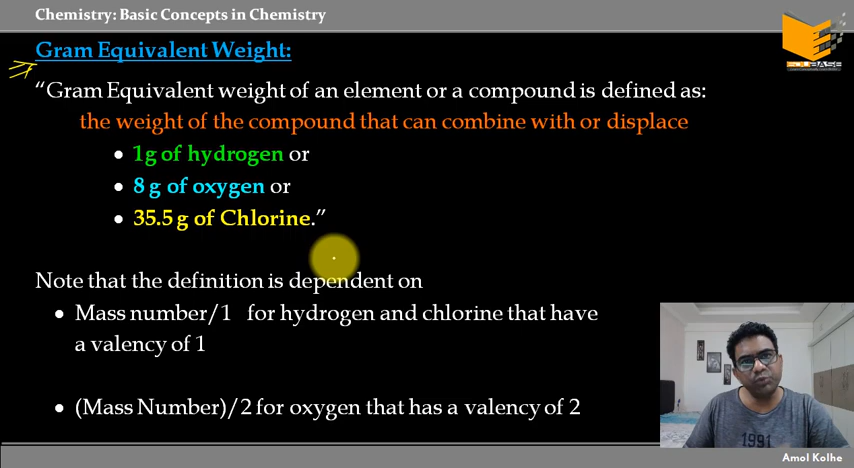 Chemistry: Basic Concepts in Chemistry
Gram Equivalent Weight:
“Gram Equivalent weight of an element or a compound is defined as:
the weight of the compound that can combine with or displace
• 1g of hydrogen or
• 8 g of oxygen or
• 35.5 g of Chlorine.”
Note that the definition is dependent on
• Mass number/1 for hydrogen and chlorine that have
a valency of 1
• (Mass Number)/2 for oxygen that has a valency of 2
1991
Amol Kolhe